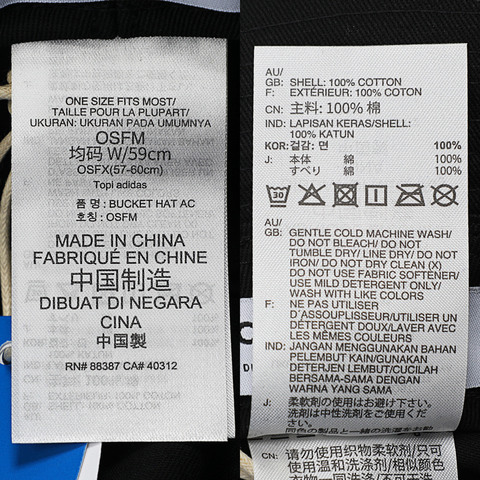 ONE SIZE FITS MOST/
TAILLE POUR LA PLUPART/
UKURAN: UKURAN PADA UMUMNYA
OSFM
均码 W/59cm
OSFX(57-60cm)
Topi adidas
품 명 : BUCKET HAT AC
호칭 : OSFM
MADE IN CHINA
FABRIQUÉ EN CHINE
中国制造
DIBUAT DI NEGARA
CINA
中国製
RN# 88387 CA# 40312
AU/
GB: SHELL: 100% COTTON
F: EXTÉRIEUR: 100% COTON
CN: 主料: 100% 棉
IND: LAPISAN KERAS/SHELL:
100% KATUN
KOR: 겉감: 면 100%
J: 本体 綿 100%
すべり 綿 100%
30
AU/
GB: GENTLE COLD MACHINE WASH/
DO NOT BLEACH/ DO NOT
TUMBLE DRY/ LINE DRY/ DO NOT
IRON/ DO NOT DRY CLEAN (X)
DO NOT USE FABRIC SOFTENER/
USE MILD DETERGENT ONLY/
WASH WITH LIKE COLORS
F: NE PAS UTILISER
D´ASSOUPLISSEUR/UTILISER UN
DÉTERGENT DOUX/LAVER AVEC
LES MÊMES COULEURS
IND: JANGAN MENGGUNAKAN BAHAN
PELEMBUT KAIN/GUNAKAN
DETERJEN LEMBUT/CUCILAH
BERSAMA-SAMA DENGAN
WARNA YANG SAMA
J: 柔軟剤の使用はお避け下さい。
洗剤は中性洗剤をご使用下さい。
CN: 请勿使用织物柔软剂/只可
使用温和洗涤剂/相似颜色